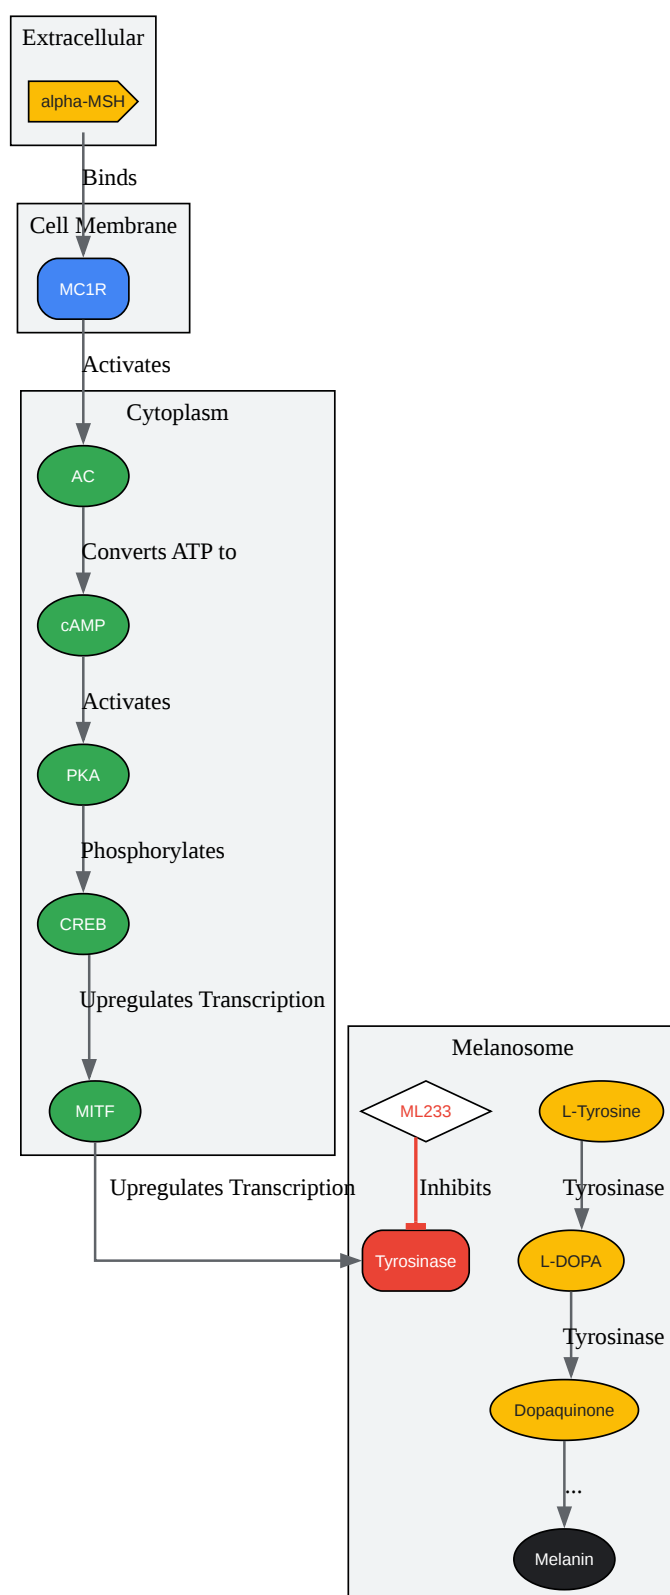 Extracellular
alpha-MSH
Binds
Cell Membrane
MC1R
Activates
Cytoplasm
AC
Converts ATP to
cAMP
Activates
PKA
Phosphorylates
CREB
Upregulates Transcription
MITF
Upregulates Transcription
Melanosome
ML233
L-Tyrosine
Inhibits
Tyrosinase
Tyrosinase
L-DOPA
Tyrosinase
Dopaquinone
...
Melanin